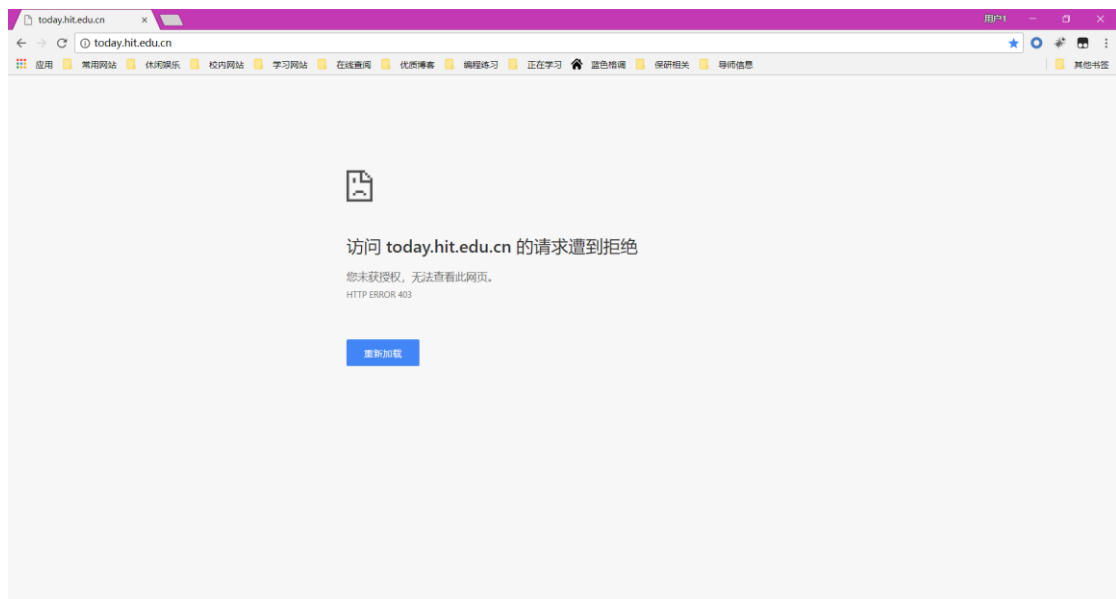 today.hit.edu.cn
用户1
today.hit.edu.cn
应用 常用网站 休闲娱乐 校内网站 学习网站 在线查阅 优质博客 编程练习 正在学习 蓝色格调 保研相关 导师信息 其他书签
访问 today.hit.edu.cn 的请求遭到拒绝
您未获授权，无法查看此网页。
HTTP ERROR 403
重新加载